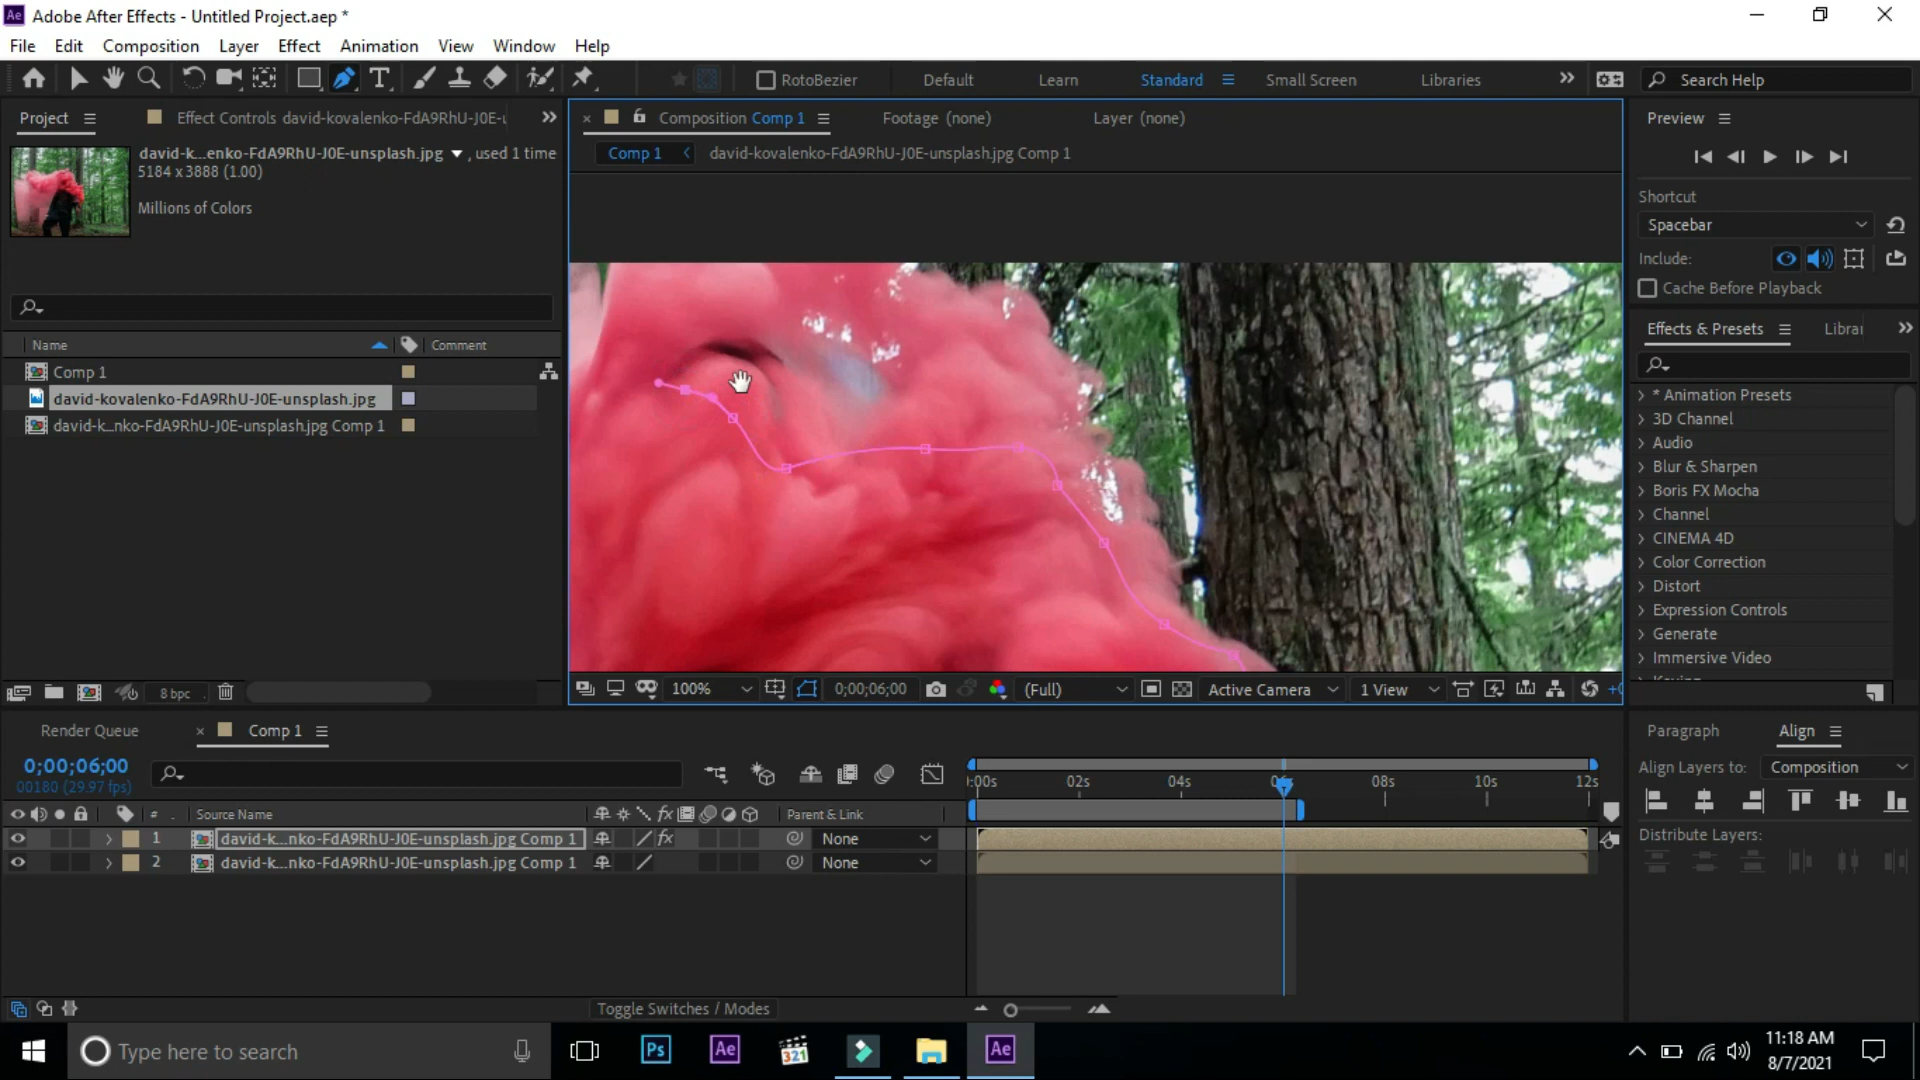 Adobe After Effects - Untitled Project.aep *
File Edit Composition Layer Effect Animation View Window Help
RotoBezier Default Learn Standard Small Screen Libraries Search Help
Project Effect Controls david-kovalenko-FdA9RhU-J0E-u
david-k...enko-FdA9RhU-J0E-unsplash.jpg , used 1 time
5184 x 3888 (1.00)
Millions of Colors
Name Comment
Comp 1
david-kovalenko-FdA9RhU-J0E-unsplash.jpg
david-k...nko-FdA9RhU-J0E-unsplash.jpg Comp 1
8 bpc
Composition Comp 1 Footage (none) Layer (none)
Comp 1 david-kovalenko-FdA9RhU-J0E-unsplash.jpg Comp 1
100% 0;00;06;00 (Full) Active Camera 1 View +0
Preview
Shortcut
Spacebar
Include:
Cache Before Playback
Effects & Presets Librar
* Animation Presets
3D Channel
Audio
Blur & Sharpen
Boris FX Mocha
Channel
CINEMA 4D
Color Correction
Distort
Expression Controls
Generate
Immersive Video
Render Queue Comp 1
0;00;06;00
00180 (29.97 fps)
# Source Name Parent & Link
1 david-k...nko-FdA9RhU-J0E-unsplash.jpg Comp 1 fx None
2 david-k...nko-FdA9RhU-J0E-unsplash.jpg Comp 1 None
:00s 02s 04s 06s 08s 10s 12s
Toggle Switches / Modes
Paragraph Align
Align Layers to: Composition
Distribute Layers:
Type here to search
Ps Ae 321 Ae
11:18 AM
8/7/2021